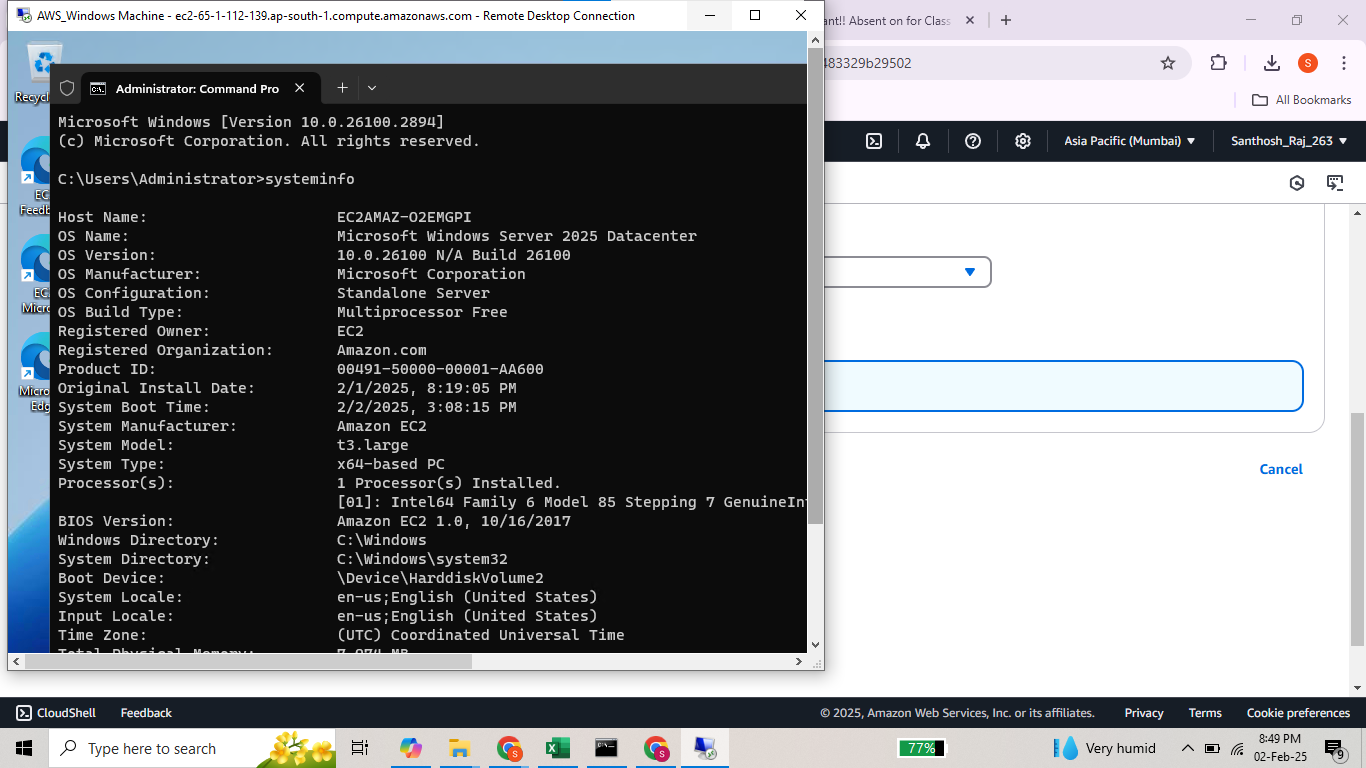 AWS_Windows Machine - ec2-65-1-112-139.ap-south-1.compute.amazonaws.com - Remote Desktop Connection
Absent on for Class
483329b29502
S
All Bookmarks
Asia Pacific (Mumbai)
Santhosh_Raj_263
Administrator: Command Pro
Microsoft Windows [Version 10.0.26100.2894]
(c) Microsoft Corporation. All rights reserved.
C:\Users\Administrator>systeminfo
Host Name: EC2AMAZ-O2EMGPI
OS Name: Microsoft Windows Server 2025 Datacenter
OS Version: 10.0.26100 N/A Build 26100
OS Manufacturer: Microsoft Corporation
OS Configuration: Standalone Server
OS Build Type: Multiprocessor Free
Registered Owner: EC2
Registered Organization: Amazon.com
Product ID: 00491-50000-00001-AA600
Original Install Date: 2/1/2025, 8:19:05 PM
System Boot Time: 2/2/2025, 3:08:15 PM
System Manufacturer: Amazon EC2
System Model: t3.large
System Type: x64-based PC
Processor(s): 1 Processor(s) Installed.
[01]: Intel64 Family 6 Model 85 Stepping 7 GenuineIn
BIOS Version: Amazon EC2 1.0, 10/16/2017
Windows Directory: C:\Windows
System Directory: C:\Windows\system32
Boot Device: \Device\HarddiskVolume2
System Locale: en-us;English (United States)
Input Locale: en-us;English (United States)
Time Zone: (UTC) Coordinated Universal Time
Recyc
EC
Feedb
EC
Micro
Micro
Edg
Cancel
CloudShell
Feedback
© 2025, Amazon Web Services, Inc. or its affiliates.
Privacy
Terms
Cookie preferences
Type here to search
77%
Very humid
8:49 PM
02-Feb-25
9